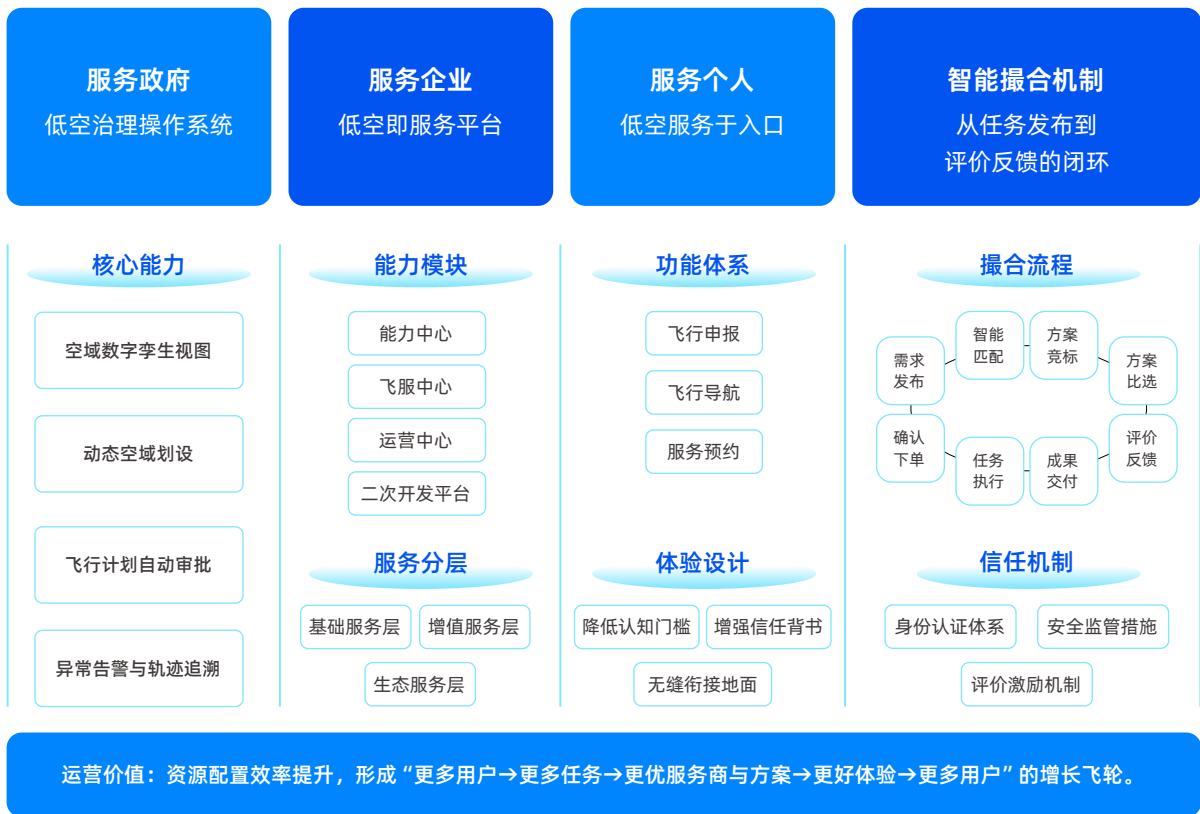 服务政府
低空治理操作系统
服务企业
低空即服务平台
服务个人
低空服务于入口
智能撮合机制
从任务发布到
评价反馈的闭环
核心能力
空域数字孪生视图
动态空域划设
飞行计划自动审批
异常告警与轨迹追溯
能力模块
能力中心
飞服中心
运营中心
二次开发平台
服务分层
基础服务层
增值服务层
生态服务层
功能体系
飞行申报
飞行导航
服务预约
体验设计
降低认知门槛
增强信任背书
无缝衔接地面
撮合流程
需求
发布
智能
匹配
方案
竞标
方案
比选
确认
下单
任务
执行
成果
交付
评价
反馈
信任机制
身份认证体系
安全监管措施
评价激励机制
运营价值：资源配置效率提升，形成“更多用户→更多任务→更优服务商与方案→更好体验→更多用户”的增长飞轮。